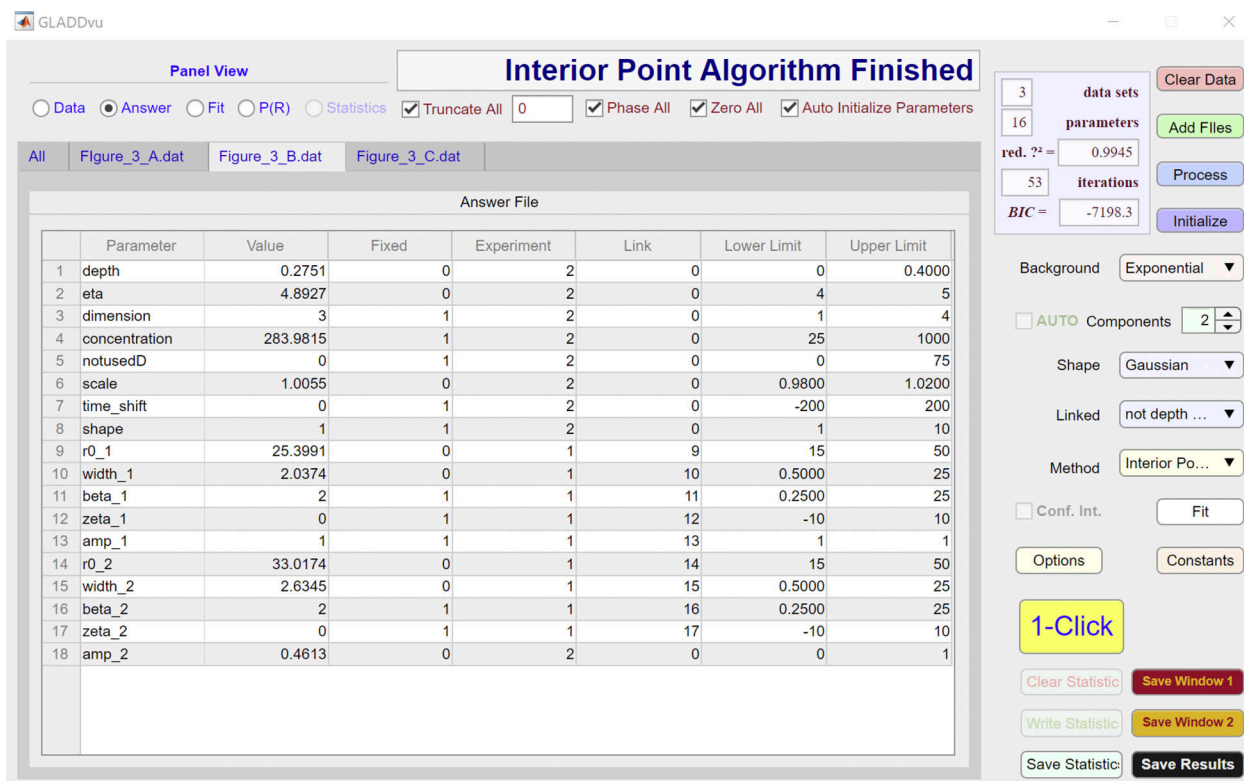 GLADDvu
Panel View
Interior Point Algorithm Finished
Data Answer Fit P(R) Statistics Truncate All 0 Phase All Zero All Auto Initialize Parameters
All FIgure_3_A.dat Figure_3_B.dat Figure_3_C.dat
Answer File
Parameter Value Fixed Experiment Link Lower Limit Upper Limit
1 depth 0.2751 0 2 0 0 0.4000
2 eta 4.8927 0 2 0 4 5
3 dimension 3 1 2 0 1 4
4 concentration 283.9815 1 2 0 25 1000
5 notusedD 0 1 2 0 0 75
6 scale 1.0055 0 2 0 0.9800 1.0200
7 time_shift 0 1 2 0 -200 200
8 shape 1 1 2 0 1 10
9 r0_1 25.3991 0 1 9 15 50
10 width_1 2.0374 0 1 10 0.5000 25
11 beta_1 2 1 1 11 0.2500 25
12 zeta_1 0 1 1 12 -10 10
13 amp_1 1 1 1 13 1 1
14 r0_2 33.0174 0 1 14 15 50
15 width_2 2.6345 0 1 15 0.5000 25
16 beta_2 2 1 1 16 0.2500 25
17 zeta_2 0 1 1 17 -10 10
18 amp_2 0.4613 0 2 0 0 1
3 data sets
16 parameters
red. ?² = 0.9945
53 iterations
BIC = -7198.3
Clear Data
Add FIles
Process
Initialize
Background Exponential
AUTO Components 2
Shape Gaussian
Linked not depth ...
Method Interior Po...
Conf. Int. Fit
Options Constants
1-Click
Clear Statistic Save Window 1
Write Statistic Save Window 2
Save Statistic Save Results